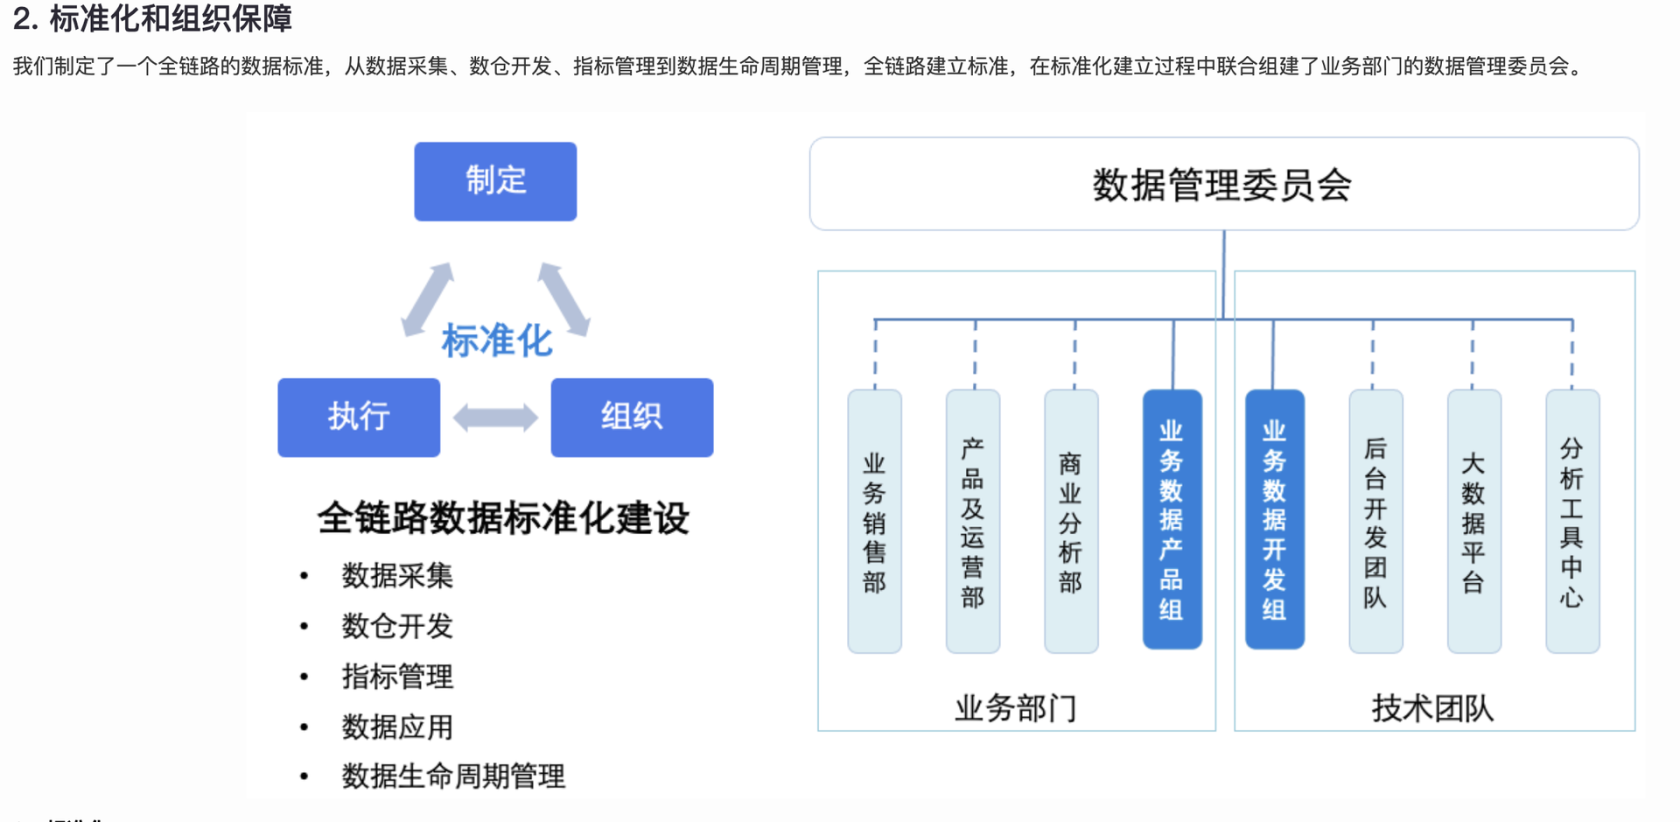 2. 标准化和组织保障
我们制定了一个全链路的数据标准，从数据采集、数仓开发、指标管理到数据生命周期管理，全链路建立标准，在标准化建立过程中联合组建了业务部门的数据管理委员会。
制定
标准化
执行
组织
全链路数据标准化建设
• 数据采集
• 数仓开发
• 指标管理
• 数据应用
• 数据生命周期管理
数据管理委员会
业务销售部
产品及运营部
商业分析部
业务数据产品组
业务部门
业务数据开发组
后台开发团队
大数据平台
分析工具中心
技术团队